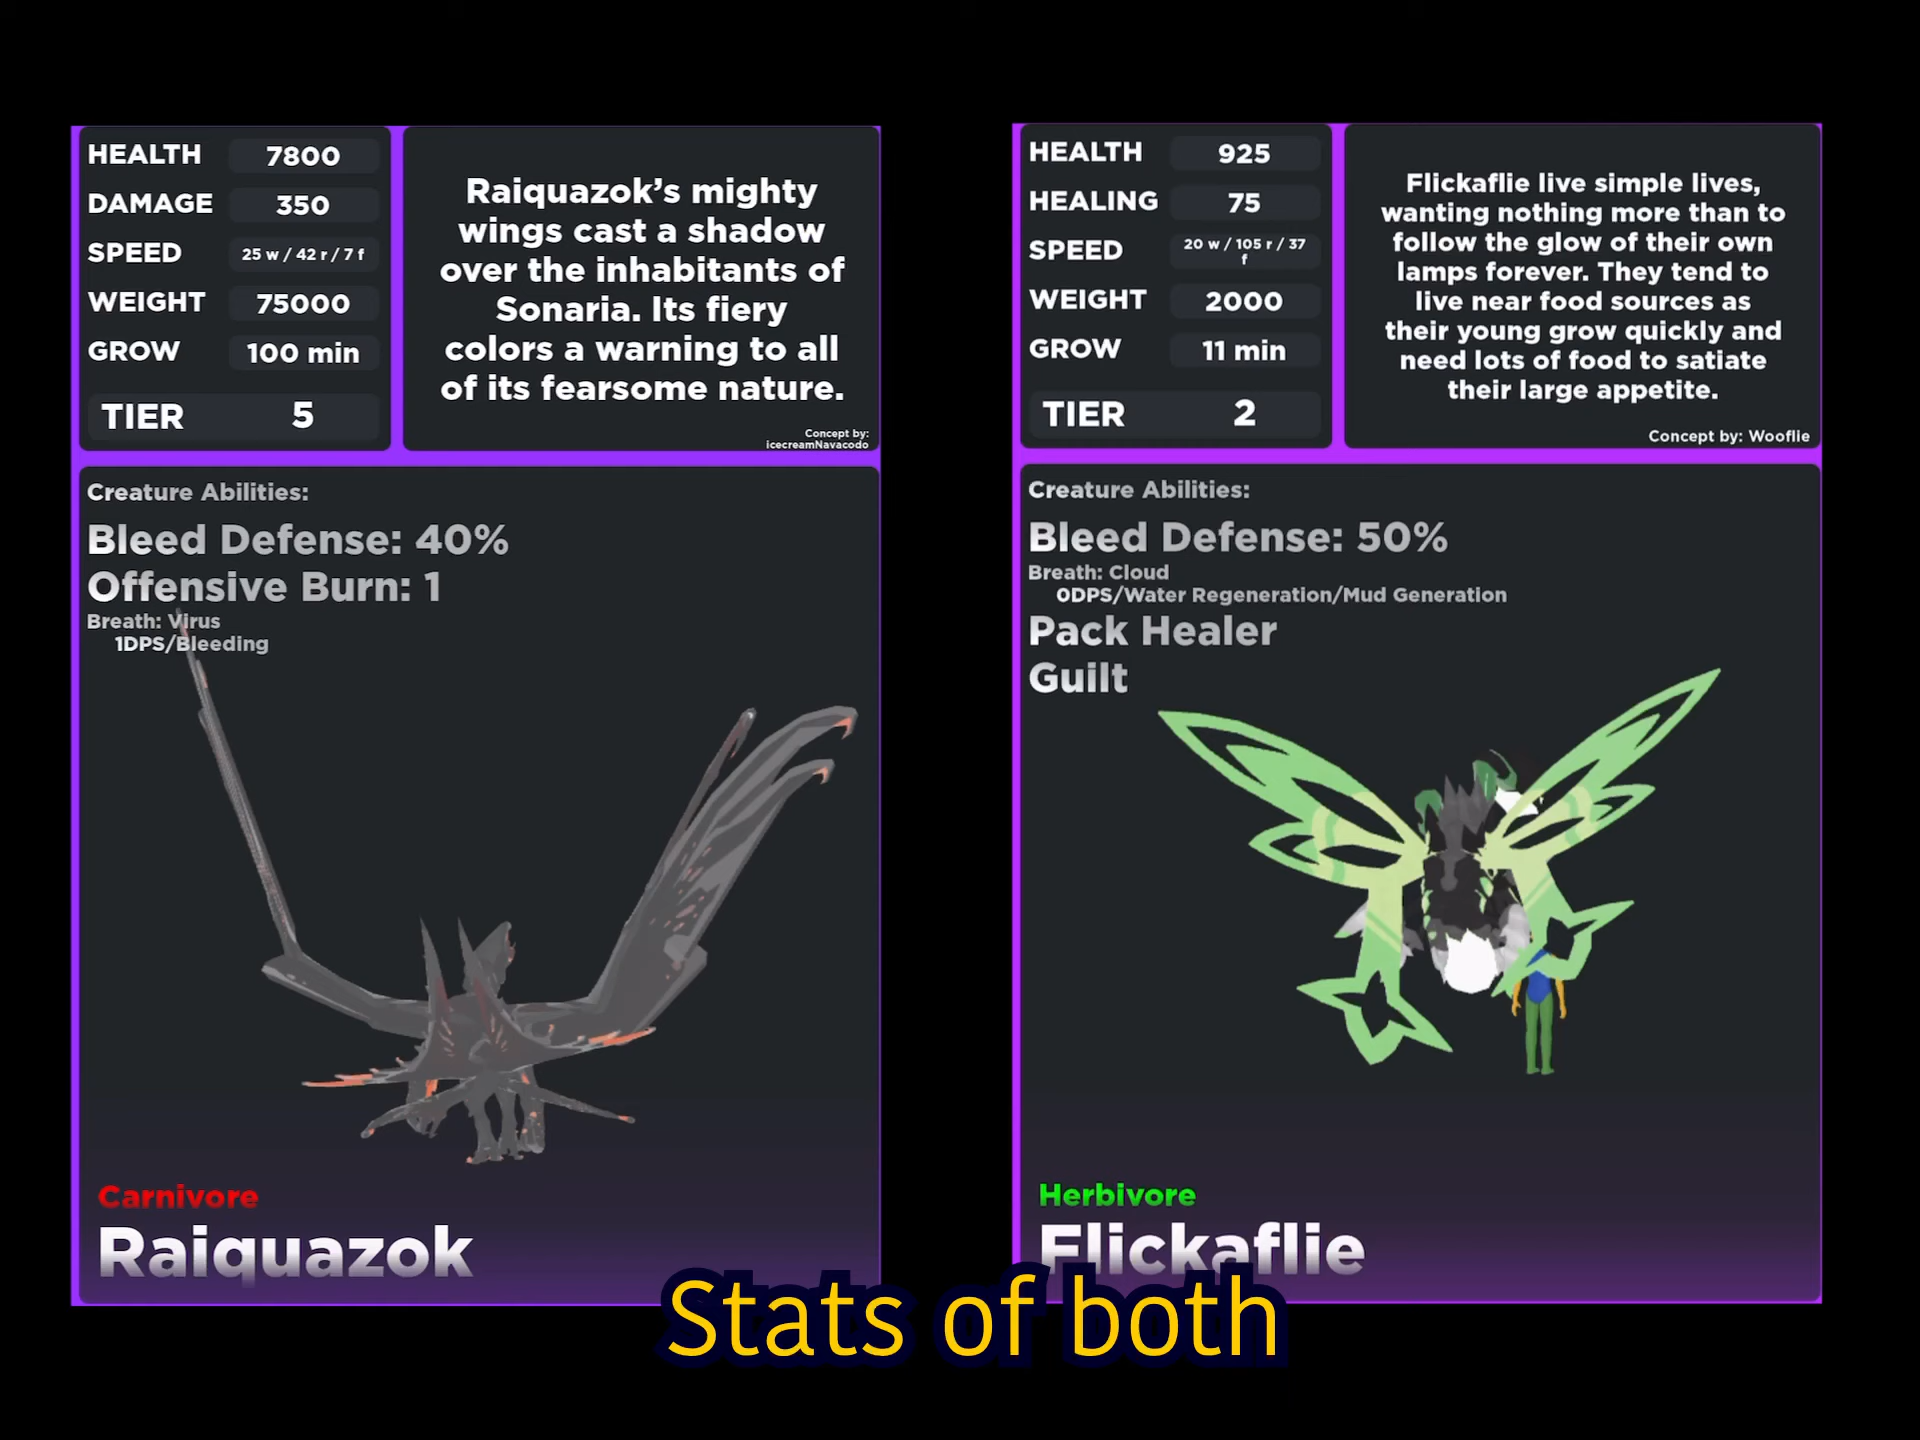 HEALTH 7800
DAMAGE 350
SPEED 25 w / 42 r / 7 f
WEIGHT 75000
GROW 100 min
TIER 5
Raiquazok’s mighty
wings cast a shadow
over the inhabitants of
Sonaria. Its fiery
colors a warning to all
of its fearsome nature.
Concept by:
icecreamNavacodo
Creature Abilities:
Bleed Defense: 40%
Offensive Burn: 1
Breath: Virus
1DPS/Bleeding
Carnivore
Raiquazok
HEALTH 925
HEALING 75
SPEED 20 w / 105 r / 37
f
WEIGHT 2000
GROW 11 min
TIER 2
Flickaflie live simple lives,
wanting nothing more than to
follow the glow of their own
lamps forever. They tend to
live near food sources as
their young grow quickly and
need lots of food to satiate
their large appetite.
Concept by: Wooflie
Creature Abilities:
Bleed Defense: 50%
Breath: Cloud
0DPS/Water Regeneration/Mud Generation
Pack Healer
Guilt
Herbivore
Flickaflie
Stats of both